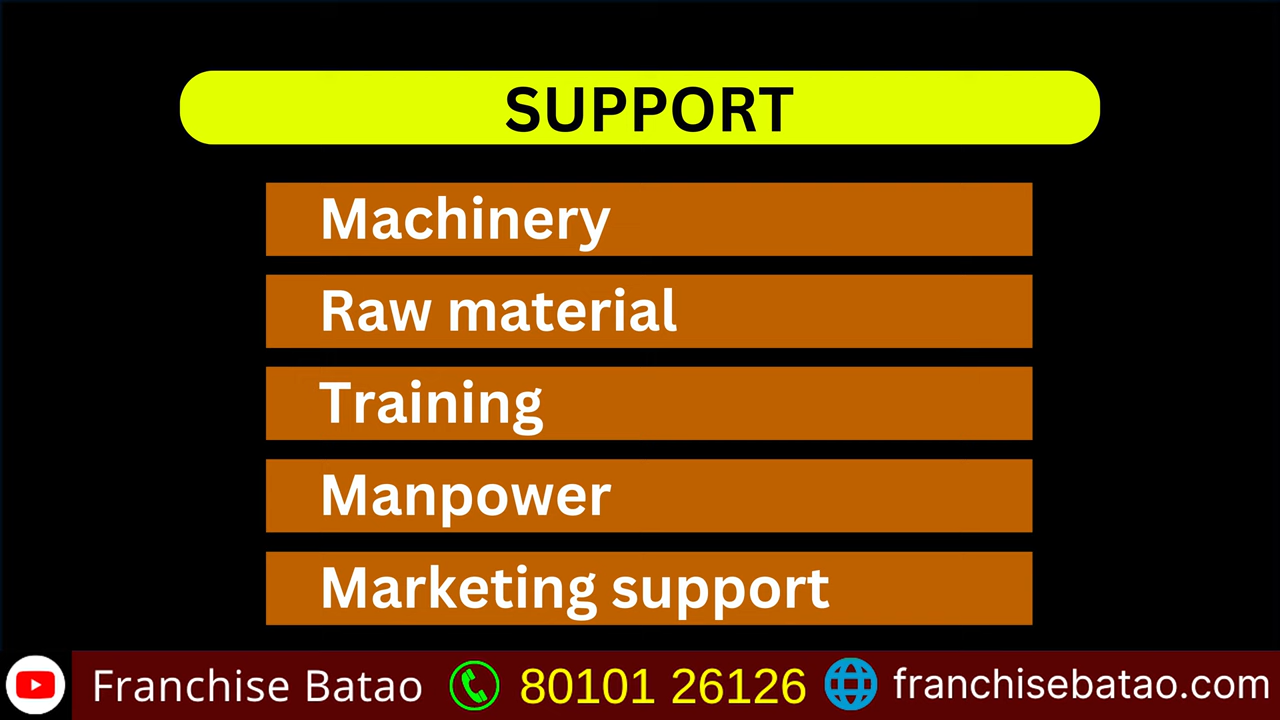 SUPPORT
Machinery
Raw material
Training
Manpower
Marketing support
Franchise Batao 80101 26126 franchisebatao.com